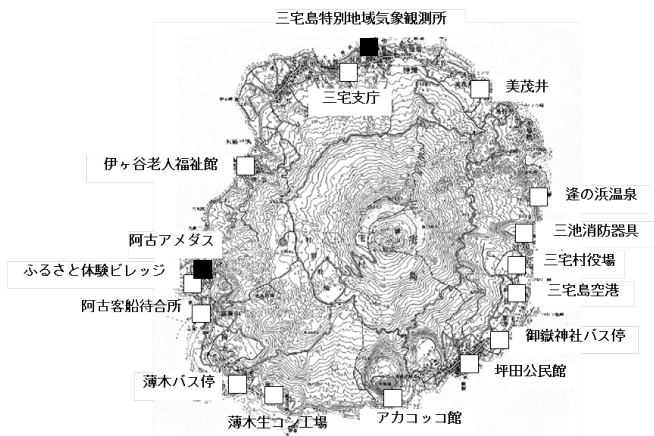 三宅島特別地域気象観測所
三宅支庁
美茂井
伊ヶ谷老人福祉館
逢の浜温泉
阿古アメダス
三池消防器具
ふるさと体験ビレッジ
三宅村役場
三宅島空港
阿古客船待合所
御嶽神社バス停
坪田公民館
薄木バス停
薄木生コン工場
アカコッコ館